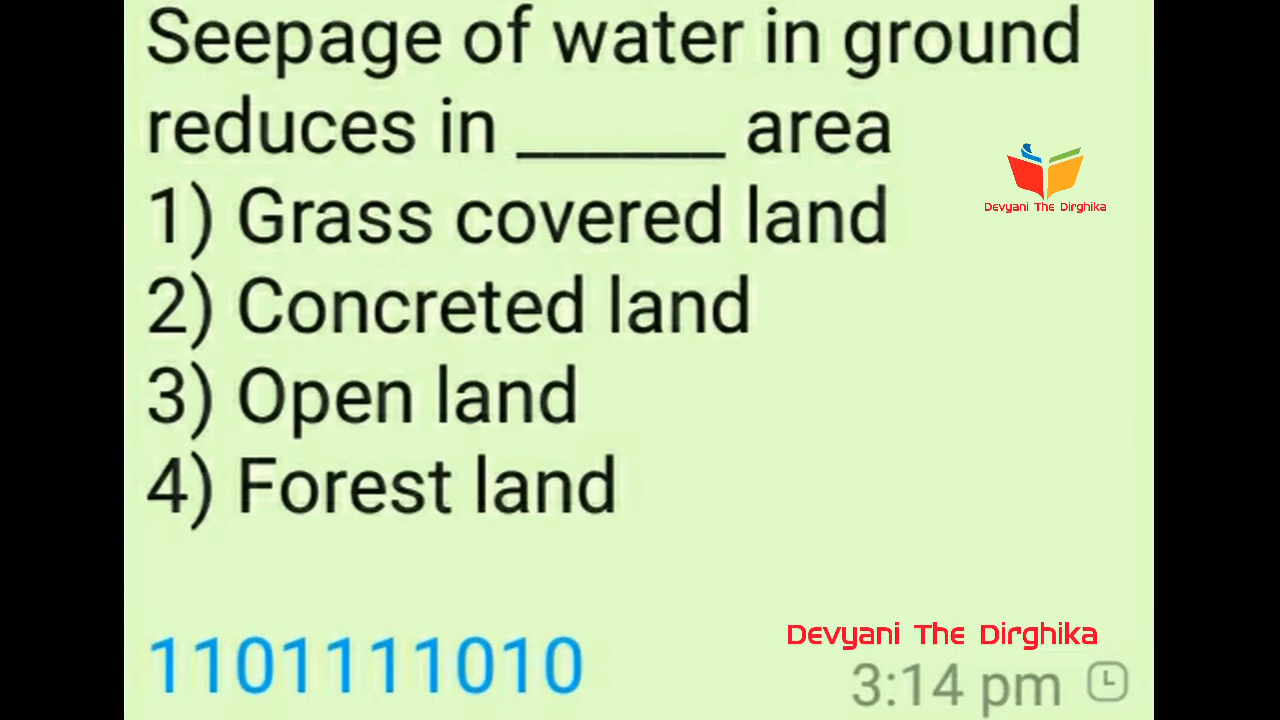 Seepage of water in ground
reduces in ______ area
1) Grass covered land
2) Concreted land
3) Open land
4) Forest land
Devyani The Dirghika
1101111010
Devyani The Dirghika
3:14 pm